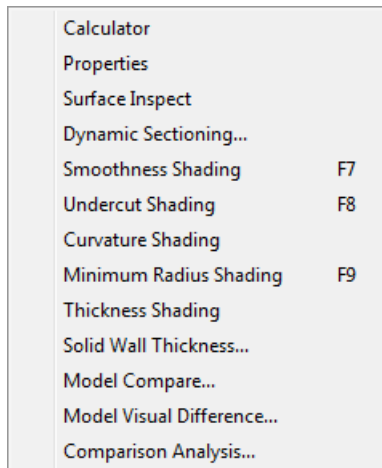 Calculator
Properties
Surface Inspect
Dynamic Sectioning...
Smoothness Shading F7
Undercut Shading F8
Curvature Shading
Minimum Radius Shading F9
Thickness Shading
Solid Wall Thickness...
Model Compare...
Model Visual Difference...
Comparison Analysis...